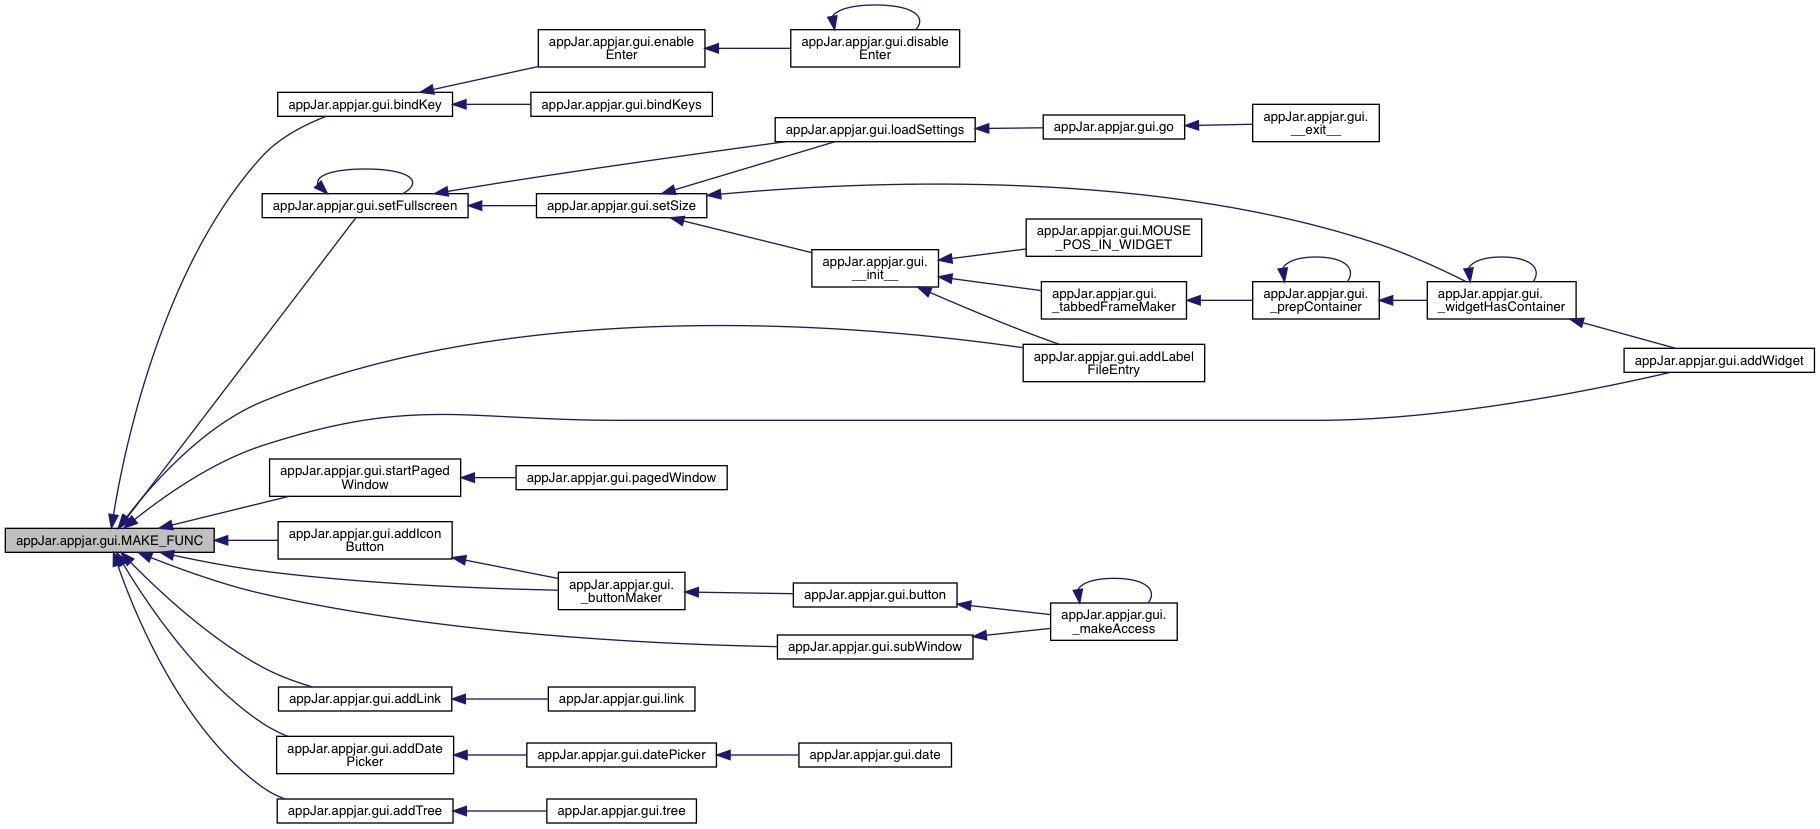 appJar.appjar.gui.enable
Enter
appJar.appjar.gui.disable
Enter
appJar.appjar.gui.bindKey
appJar.appjar.gui.bindKeys
appJar.appjar.gui.loadSettings
appJar.appjar.gui.go
appJar.appjar.gui.
__exit__
appJar.appjar.gui.setFullscreen
appJar.appjar.gui.setSize
appJar.appjar.gui.MOUSE
_POS_IN_WIDGET
appJar.appjar.gui.
__init__
appJar.appjar.gui.
_tabbedFrameMaker
appJar.appjar.gui.
_prepContainer
appJar.appjar.gui.
_widgetHasContainer
appJar.appjar.gui.addLabel
FileEntry
appJar.appjar.gui.addWidget
appJar.appjar.gui.startPaged
Window
appJar.appjar.gui.pagedWindow
appJar.appjar.gui.MAKE_FUNC
appJar.appjar.gui.addIcon
Button
appJar.appjar.gui.
_buttonMaker
appJar.appjar.gui.button
appJar.appjar.gui.
_makeAccess
appJar.appjar.gui.subWindow
appJar.appjar.gui.addLink
appJar.appjar.gui.link
appJar.appjar.gui.addDate
Picker
appJar.appjar.gui.datePicker
appJar.appjar.gui.date
appJar.appjar.gui.addTree
appJar.appjar.gui.tree